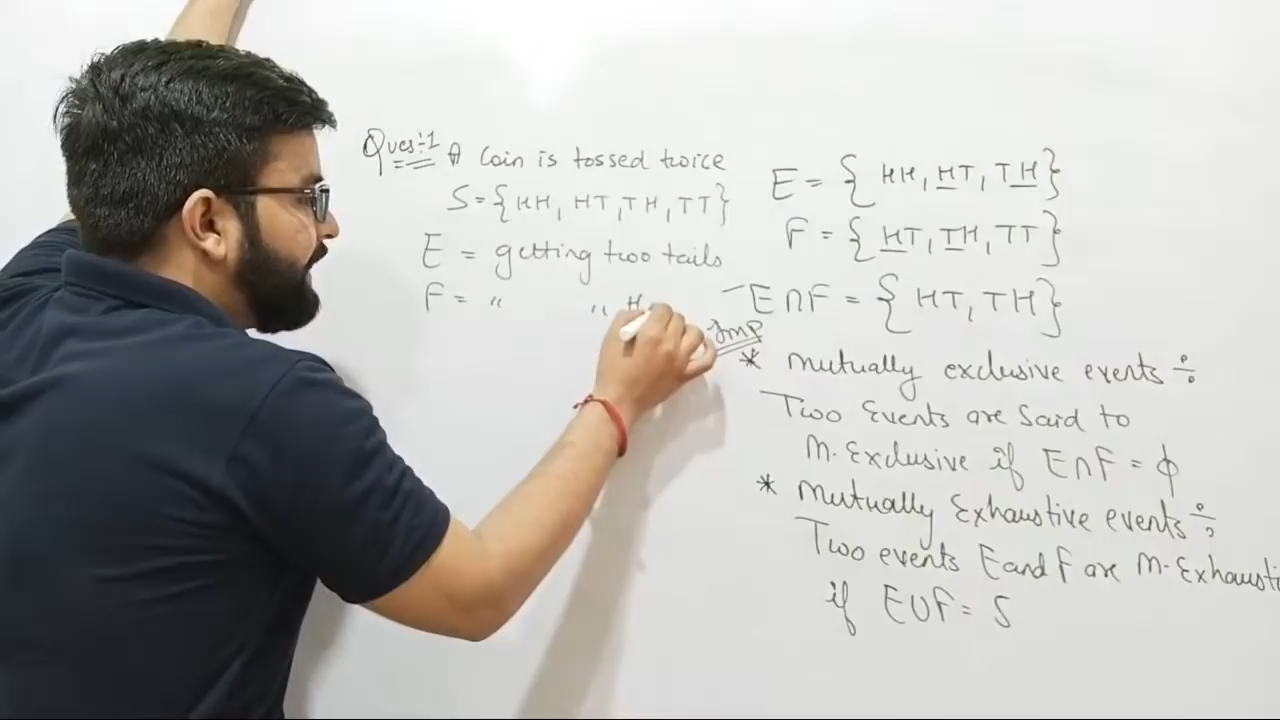 Ques:-1 A Coin is tossed twice
S={HH, HT, TH, TT}
E = getting two tails
F = " "
E = { HH, HT, TH}
F = { HT, TH, TT}
E∩F = { HT, TH}
Imp
* Mutually exclusive events ÷
Two Events are Said to
M. Exclusive if E∩F = ϕ
* Mutually Exhaustive events ÷
Two events E and F are M. Exhausti
if E∪F = S